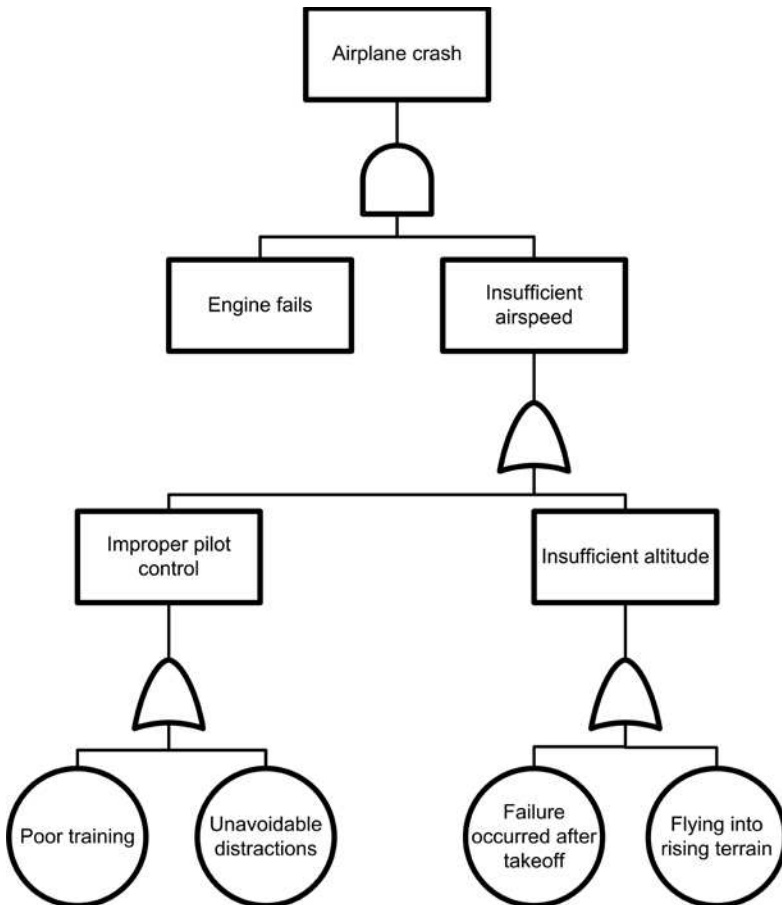 Airplane crash
Engine fails
Insufficient
airspeed
Improper pilot
control
Insufficient altitude
Poor training
Unavoidable
distractions
Failure
occurred after
takeoff
Flying into
rising terrain